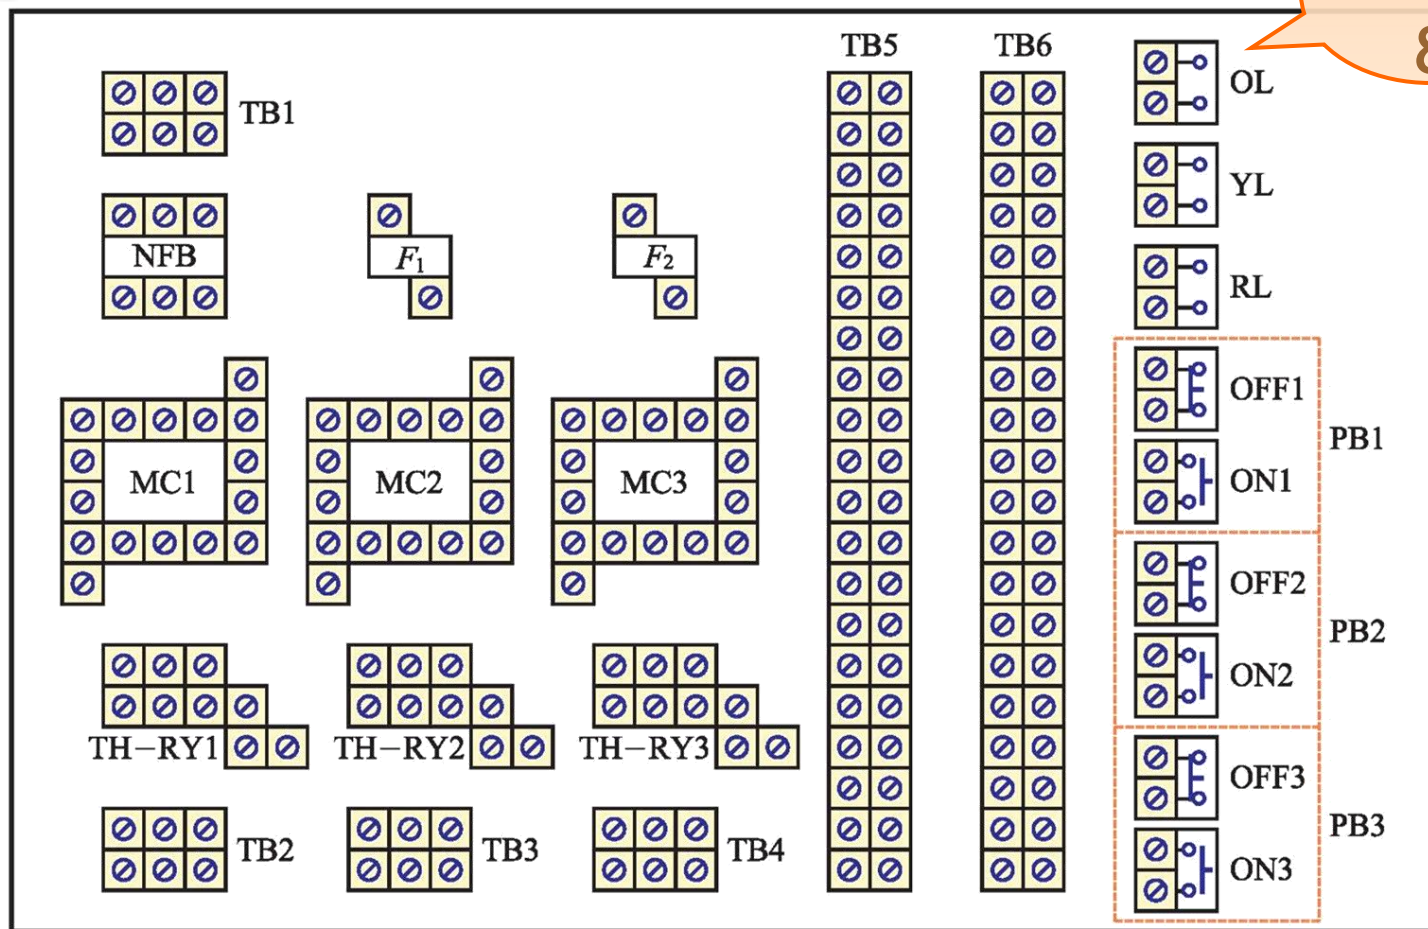 TB5
TB6
8
OL
TB1
YL
NFB
F₁
F₂
RL
OFF1
PB1
MC1
MC2
MC3
ON1
OFF2
PB2
ON2
TH−RY1
TH−RY2
TH−RY3
OFF3
PB3
TB2
TB3
TB4
ON3